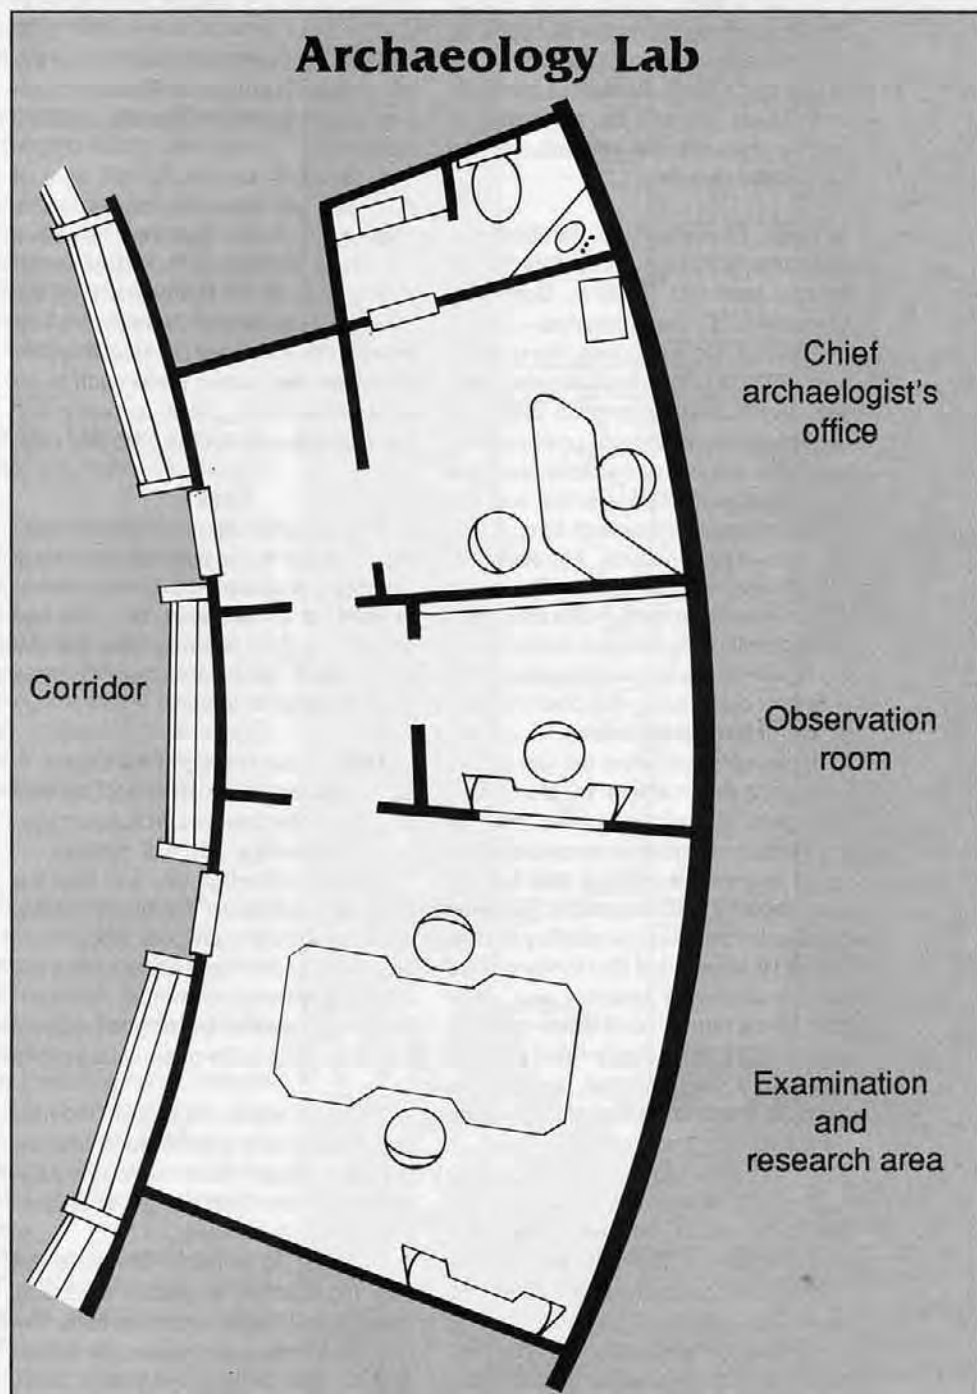 Archaeology Lab
Chief
archaelogist's
office
Corridor
Observation
room
Examination
and
research area